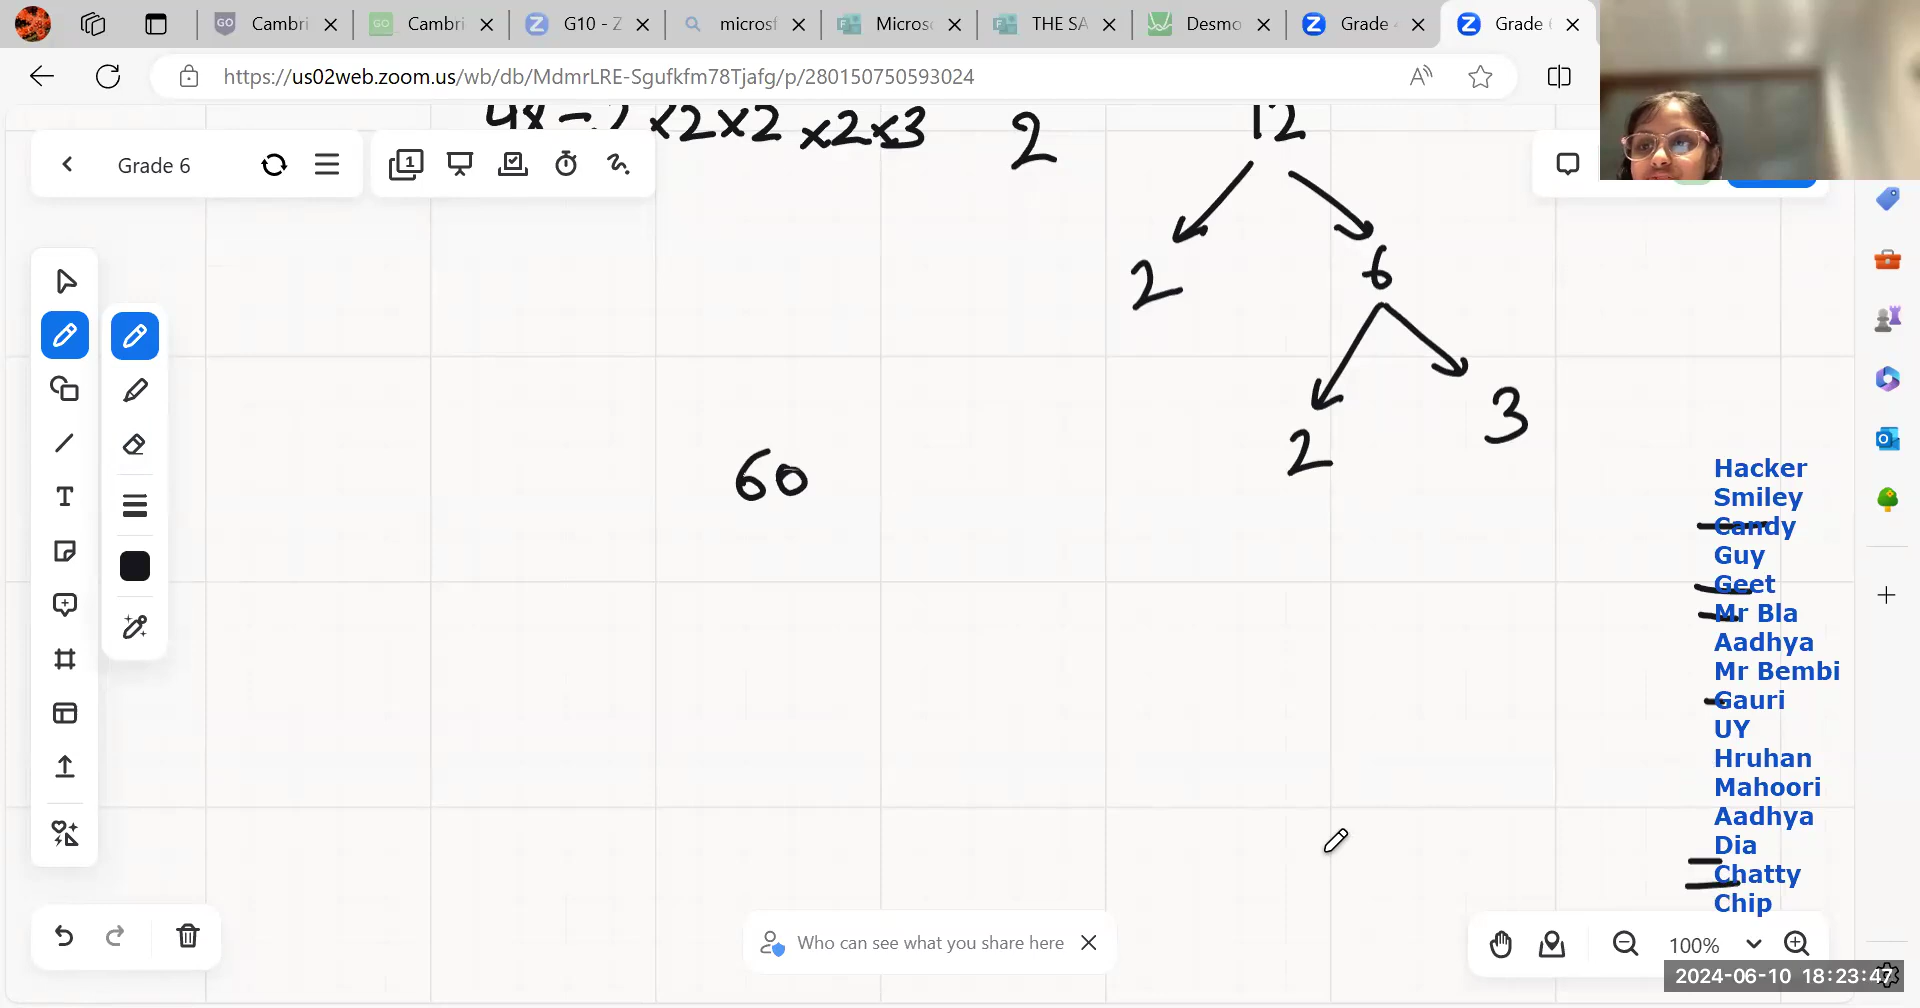 Cambri
Cambri
G10 - Z
microsf
Micros
THE SA
Desmo
Grade
Grade
https://us02web.zoom.us/wb/db/MdmrLRE-Sgufkfm78Tjafg/p/280150750593024
×2×2×2×3
2
12
Grade 6
1
2
6
2
3
60
Hacker
Smiley
Candy
Guy
Geet
Mr Bla
Aadhya
Mr Bembi
Gauri
UY
Hruhan
Mahoori
Aadhya
Dia
Chatty
Chip
Who can see what you share here
100%
2024-06-10 18:23:47